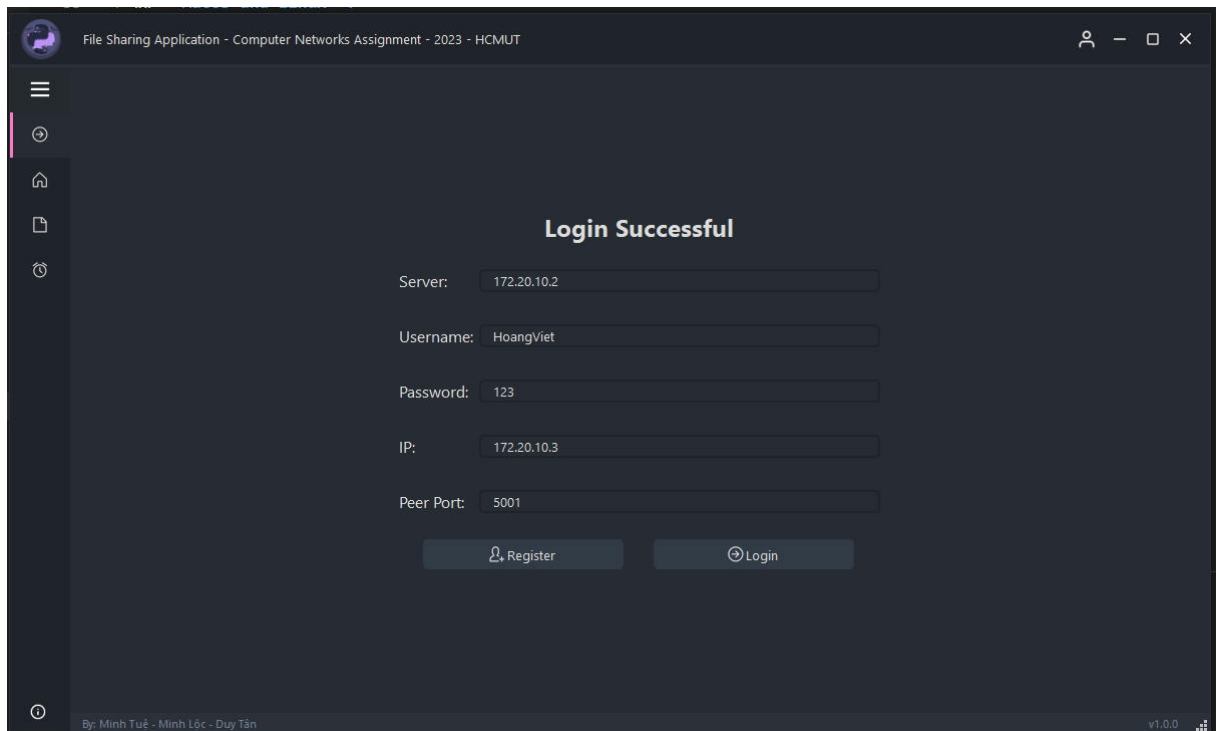 File Sharing Application - Computer Networks Assignment - 2023 - HCMUT
Login Successful
Server: 172.20.10.2
Username: HoangViet
Password: 123
IP: 172.20.10.3
Peer Port: 5001
Register Login
By: Minh Tuệ - Minh Lộc - Duy Tân v1.0.0